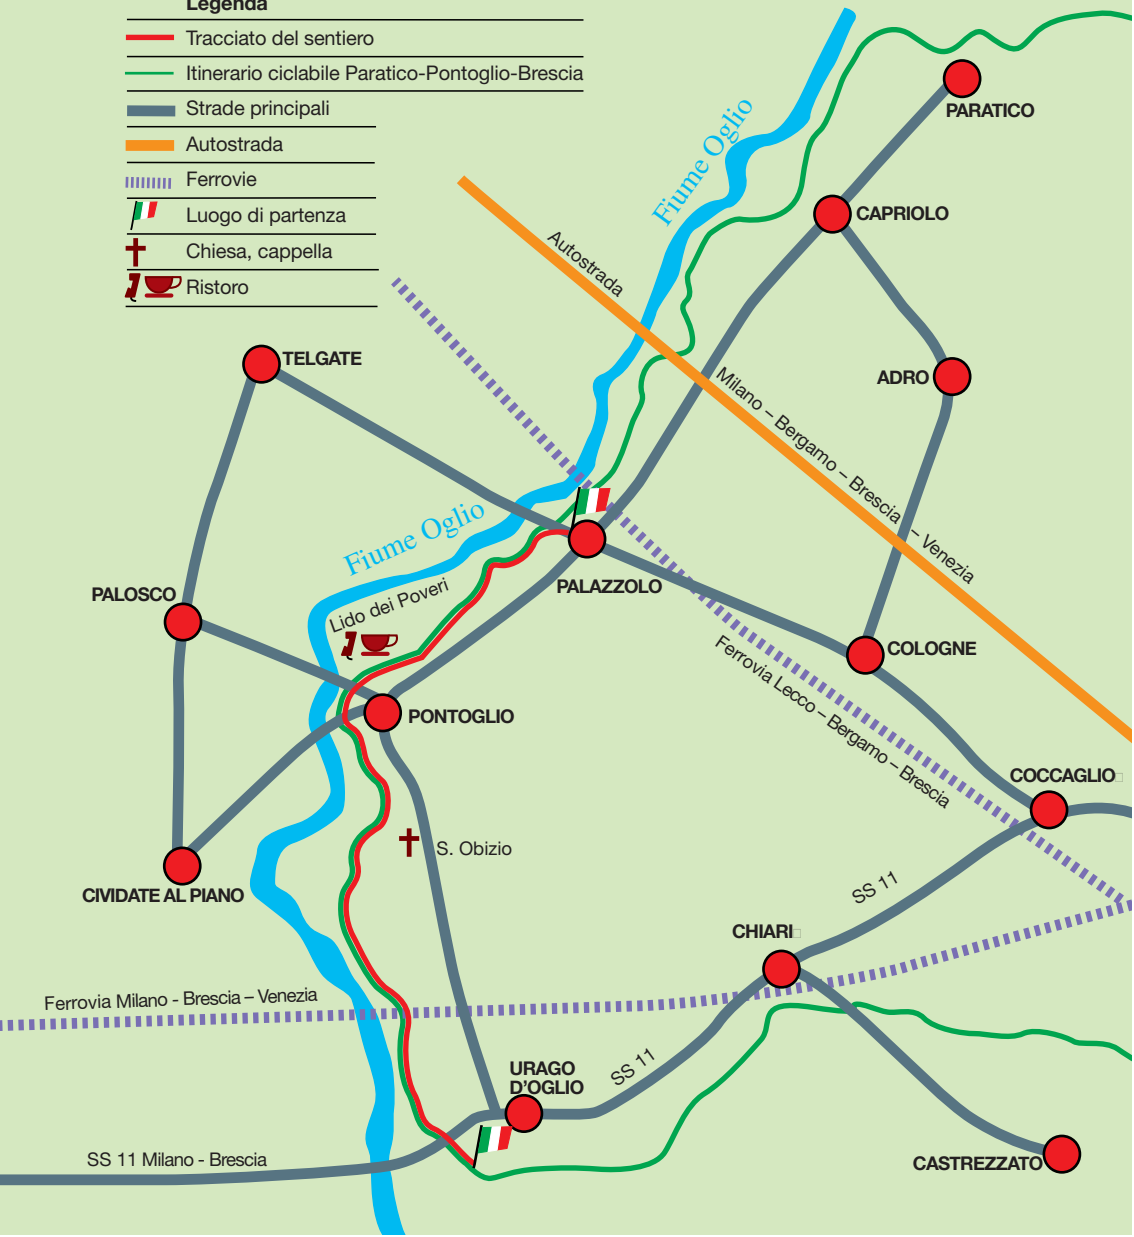 Legenda
Tracciato del sentiero
Itinerario ciclabile Paratico-Pontoglio-Brescia
Strade principali
Autostrada
Ferrovie
Luogo di partenza
Chiesa, cappella
Ristoro
Fiume Oglio
PARATICO
CAPRIOLO
Autostrada
TELGATE
ADRO
Milano – Bergamo – Brescia – Venezia
Fiume Oglio
PALAZZOLO
PALOSCO
Lido dei Poveri
COLOGNE
Ferrovia Lecco – Bergamo – Brescia
PONTOGLIO
COCCAGLIO
S. Obizio
CIVIDATE AL PIANO
SS 11
CHIARI
Ferrovia Milano - Brescia – Venezia
URAGO
D'OGLIO
SS 11
SS 11 Milano - Brescia
CASTREZZATO